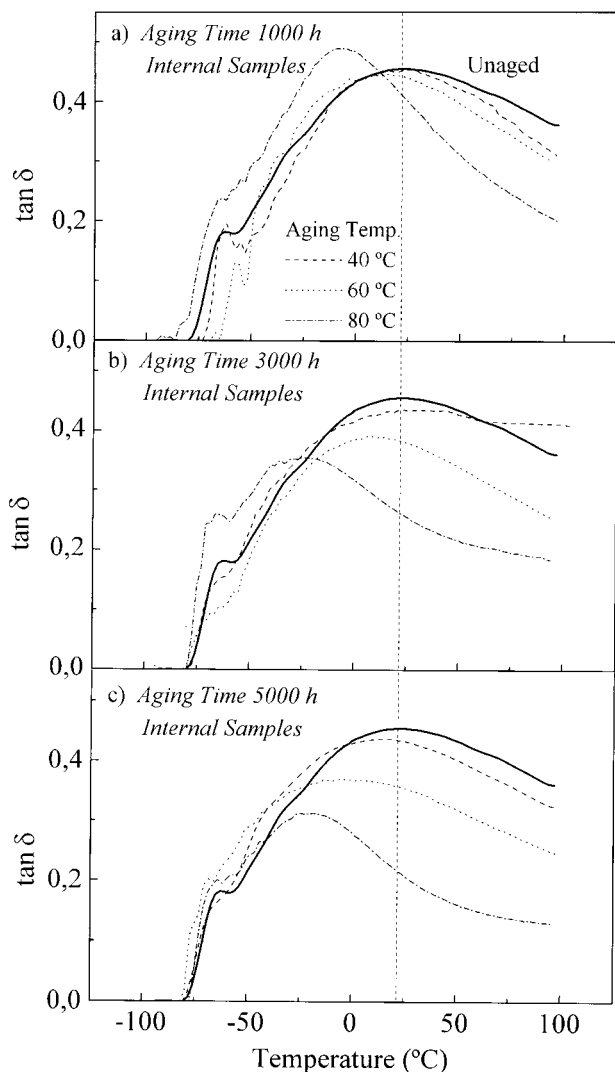 a) Aging Time 1000 h
Internal Samples
Unaged
0,4
tan δ
0,2
Aging Temp.
40 ºC
60 ºC
80 ºC
0,0
b) Aging Time 3000 h
Internal Samples
0,4
tan δ
0,2
0,0
c) Aging Time 5000 h
Internal Samples
0,4
tan δ
0,2
0,0
-100 -50 0 50 100
Temperature (ºC)